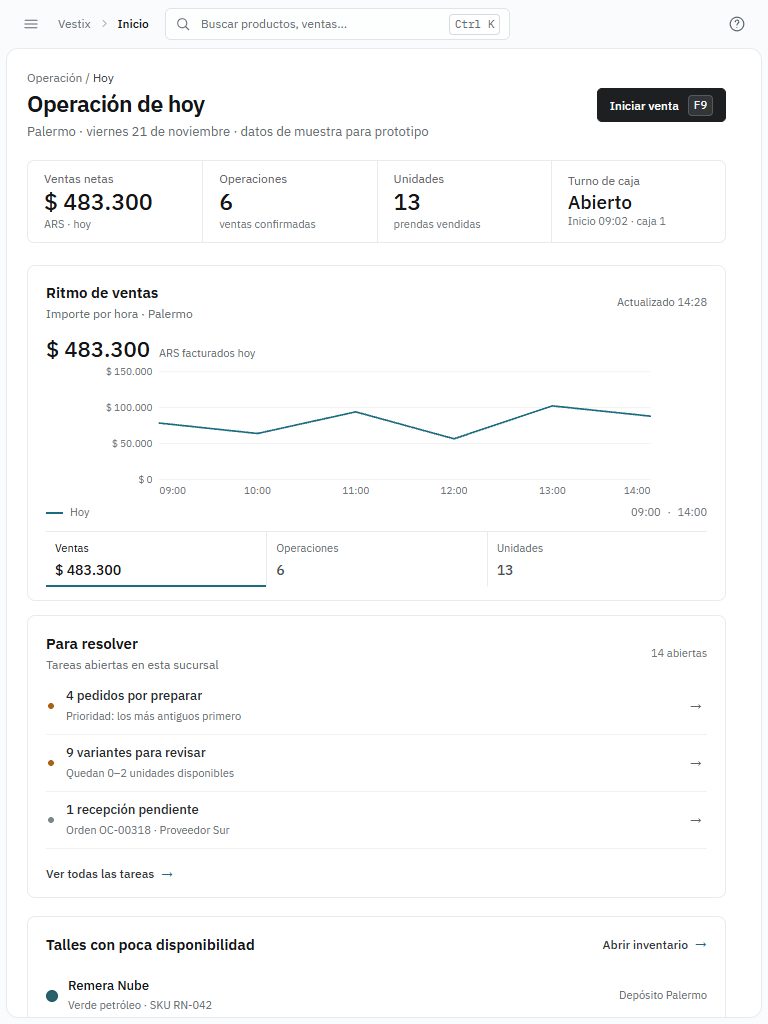 Vestix > Inicio
Buscar productos, ventas...
Ctrl K
Operación / Hoy
Operación de hoy
Palermo · viernes 21 de noviembre · datos de muestra para prototipo
Iniciar venta F9
Ventas netas
$ 483.300
ARS · hoy
Operaciones
6
ventas confirmadas
Unidades
13
prendas vendidas
Turno de caja
Abierto
Inicio 09:02 · caja 1
Ritmo de ventas
Importe por hora · Palermo
Actualizado 14:28
$ 483.300 ARS facturados hoy
$ 150.000
$ 100.000
$ 50.000
$ 0
09:00 10:00 11:00 12:00 13:00 14:00
Hoy
09:00 · 14:00
Ventas
$ 483.300
Operaciones
6
Unidades
13
Para resolver
Tareas abiertas en esta sucursal
14 abiertas
4 pedidos por preparar
Prioridad: los más antiguos primero
→
9 variantes para revisar
Quedan 0–2 unidades disponibles
→
1 recepción pendiente
Orden OC-00318 · Proveedor Sur
→
Ver todas las tareas →
Talles con poca disponibilidad
Abrir inventario →
Remera Nube
Verde petróleo · SKU RN-042
Depósito Palermo